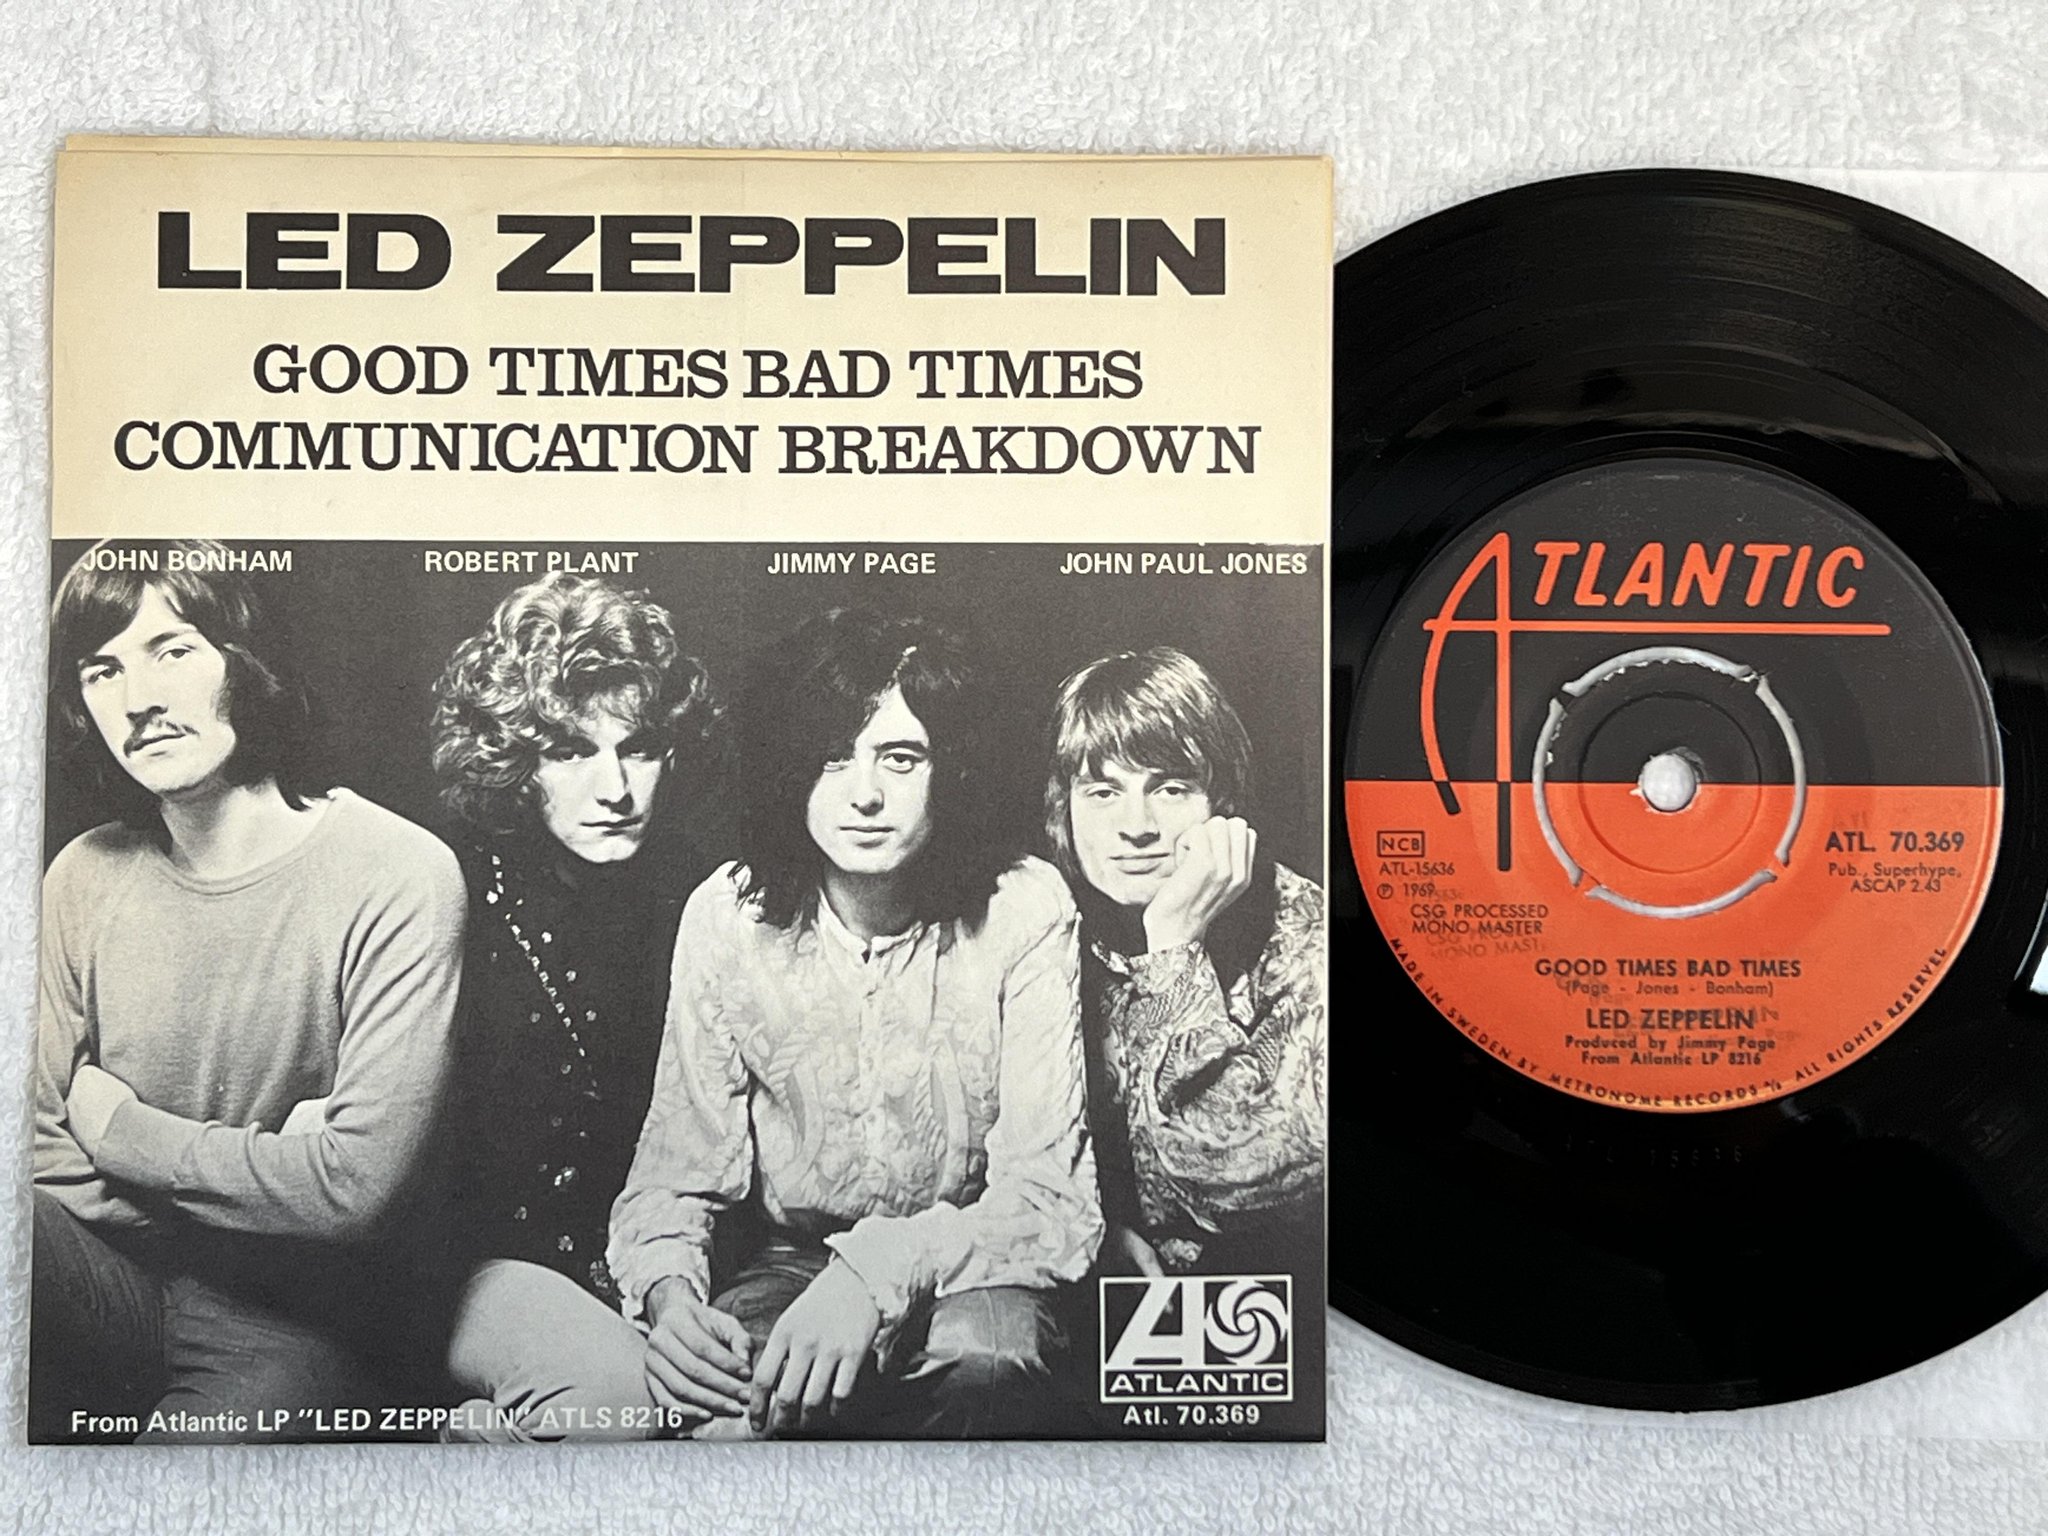 LED ZEPPELIN
GOOD TIMES BAD TIMES
COMMUNICATION BREAKDOWN
JOHN BONHAM ROBERT PLANT JIMMY PAGE JOHN PAUL JONES
From Atlantic LP "LED ZEPPELIN" ATLS 8216
ATLANTIC
Atl. 70.369
ATLANTIC
NCB
ATL-15636
℗ 1969
CSG PROCESSED
MONO MASTER
ATL. 70.369
Pub., Superhype,
ASCAP 2.43
GOOD TIMES BAD TIMES
(Page - Jones - Bonham)
LED ZEPPELIN
Produced by Jimmy Page
From Atlantic LP 8216
MADE IN SWEDEN BY METRONOME RECORDS A/S ALL RIGHTS RESERVEL